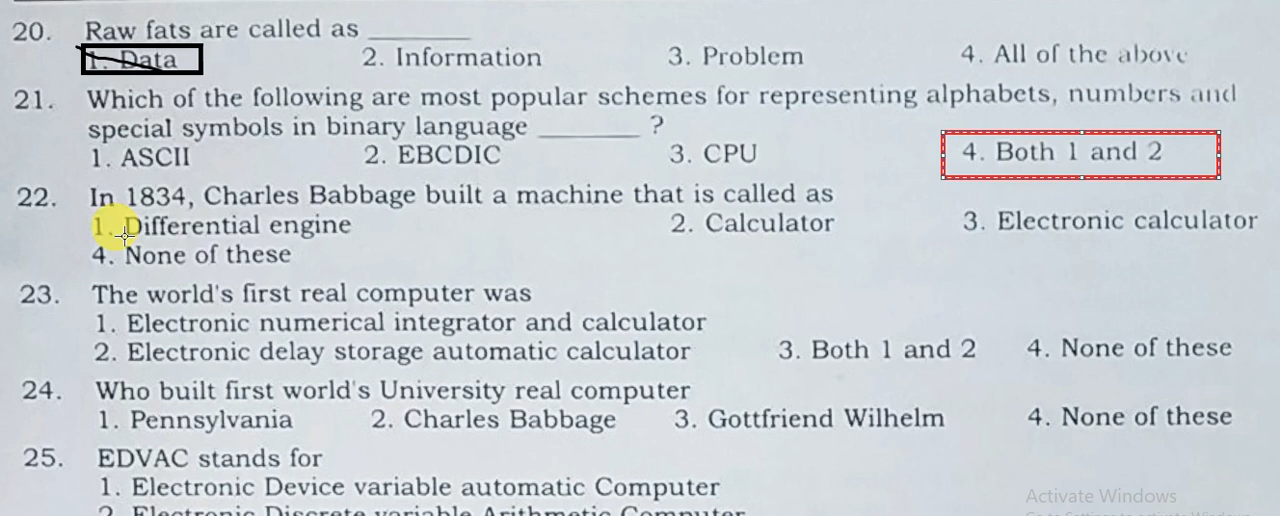 20. Raw fats are called as ________
1. Data 2. Information 3. Problem 4. All of the above
21. Which of the following are most popular schemes for representing alphabets, numbers and
special symbols in binary language ________ ?
1. ASCII 2. EBCDIC 3. CPU 4. Both 1 and 2
22. In 1834, Charles Babbage built a machine that is called as
1. Differential engine 2. Calculator 3. Electronic calculator
4. None of these
23. The world's first real computer was
1. Electronic numerical integrator and calculator
2. Electronic delay storage automatic calculator 3. Both 1 and 2 4. None of these
24. Who built first world's University real computer
1. Pennsylvania 2. Charles Babbage 3. Gottfriend Wilhelm 4. None of these
25. EDVAC stands for
1. Electronic Device variable automatic Computer
2. Electronic Discrete variable Arithmetic Computer
Activate Windows